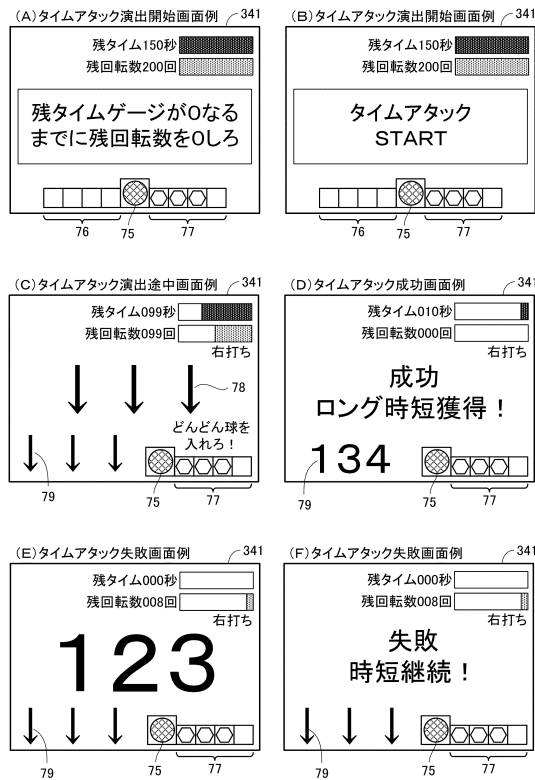 (A)タイムアタック演出開始画面例
341
残タイム150秒
残回転数200回
残タイムゲージが0なる
までに残回転数を0しろ
76
75
77
(B)タイムアタック演出開始画面例
341
残タイム150秒
残回転数200回
タイムアタック
START
76
75
77
(C)タイムアタック演出途中画面例
341
残タイム099秒
残回転数099回
右打ち
78
どんどん球を
入れろ!
79
75
77
(D)タイムアタック成功画面例
341
残タイム010秒
残回転数000回
右打ち
成功
ロング時短獲得!
134
79
75
77
(E)タイムアタック失敗画面例
341
残タイム000秒
残回転数008回
右打ち
123
79
75
77
(F)タイムアタック失敗画面例
341
残タイム000秒
残回転数008回
右打ち
失敗
時短継続!
79
75
77